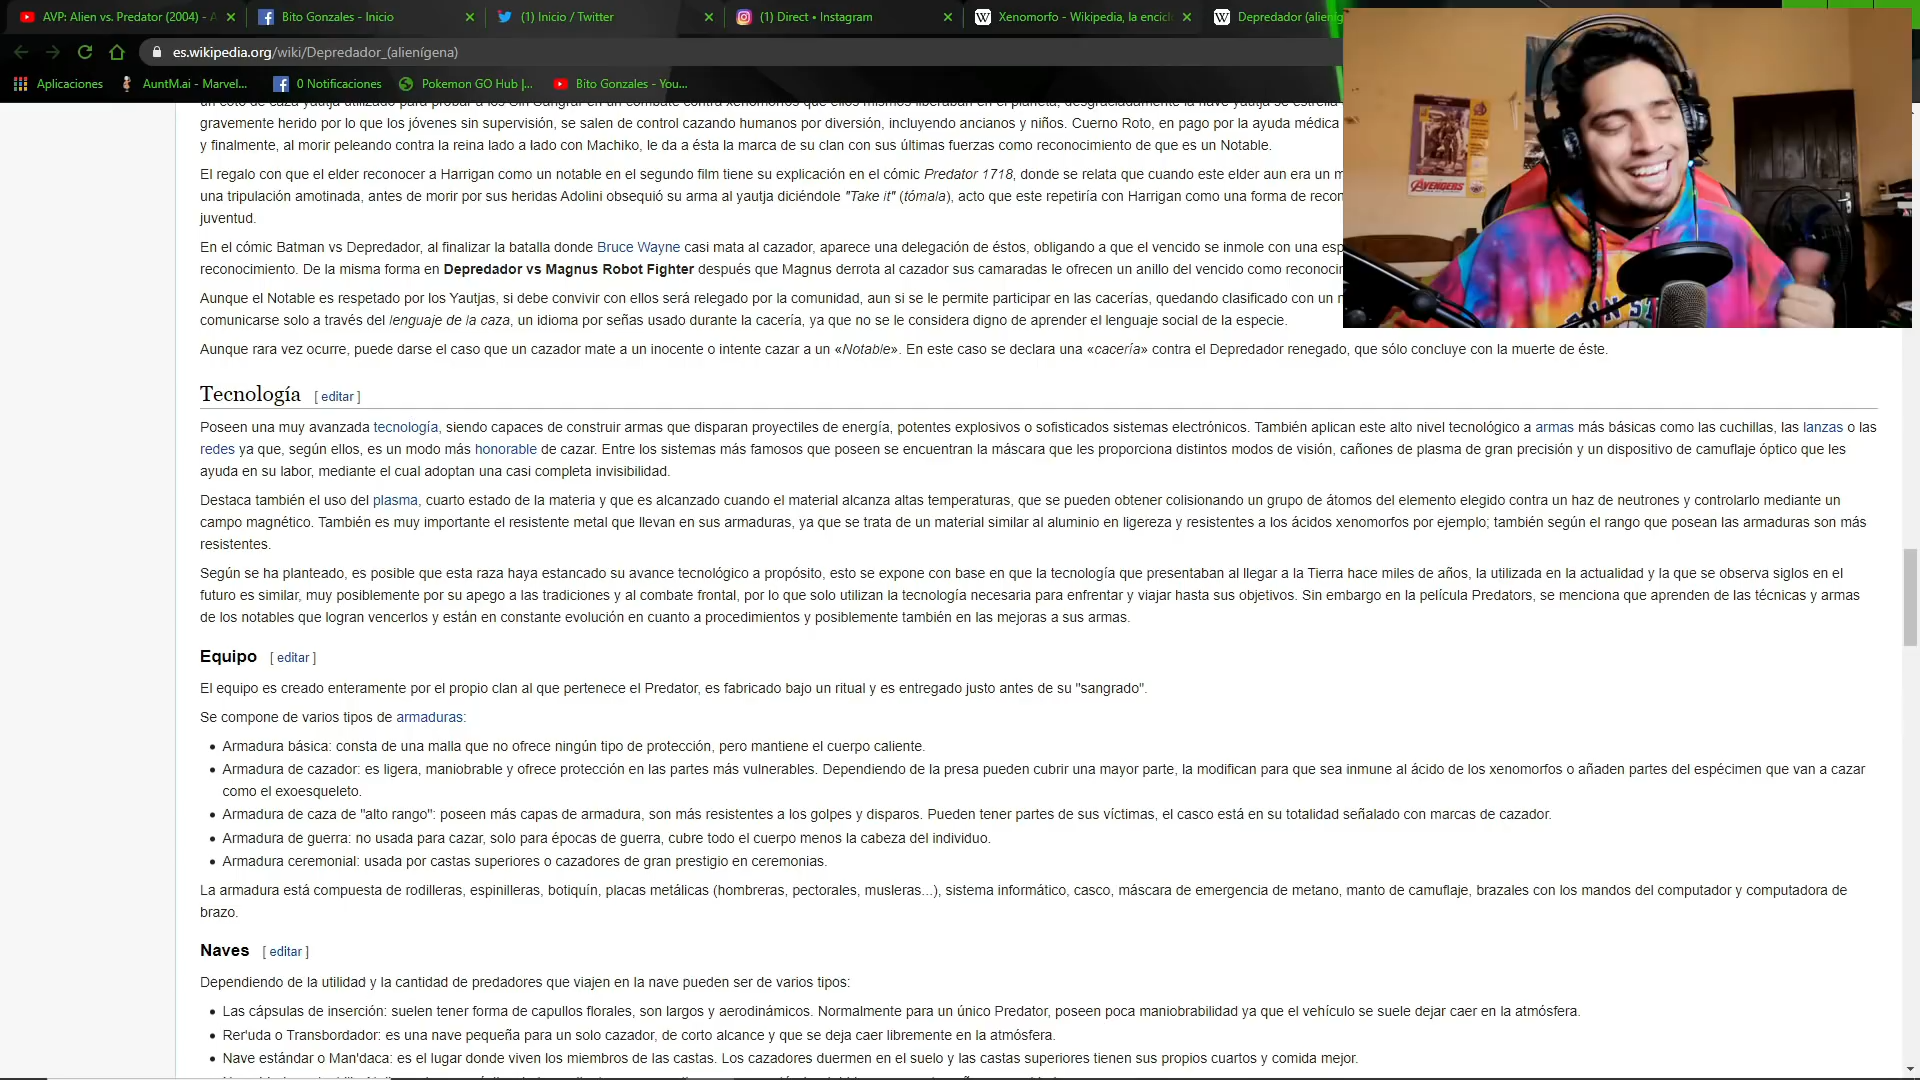 AVP: Alien vs. Predator (2004) - A
Bito Gonzales - Inicio
(1) Inicio / Twitter
(1) Direct • Instagram
Xenomorfo - Wikipedia, la encicl
Depredador (alieníg
es.wikipedia.org/wiki/Depredador_(alienígena)
Aplicaciones
AuntM.ai - Marvel...
0 Notificaciones
Pokemon GO Hub |...
Bito Gonzales - You...
un coto de caza yautja utilizado para probar a los Sin Sangrar en un combate contra xenomorfos que ellos mismos liberaban en el planeta, desgraciadamente la nave yautja se estrella
gravemente herido por lo que los jóvenes sin supervisión, se salen de control cazando humanos por diversión, incluyendo ancianos y niños. Cuerno Roto, en pago por la ayuda médica
y finalmente, al morir peleando contra la reina lado a lado con Machiko, le da a ésta la marca de su clan con sus últimas fuerzas como reconocimiento de que es un Notable.
El regalo con que el elder reconocer a Harrigan como un notable en el segundo film tiene su explicación en el cómic Predator 1718, donde se relata que cuando este elder aun era un m
una tripulación amotinada, antes de morir por sus heridas Adolini obsequió su arma al yautja diciéndole "Take it" (tómala), acto que este repetiría con Harrigan como una forma de recon
juventud.
En el cómic Batman vs Depredador, al finalizar la batalla donde Bruce Wayne casi mata al cazador, aparece una delegación de éstos, obligando a que el vencido se inmole con una esp
reconocimiento. De la misma forma en Depredador vs Magnus Robot Fighter después que Magnus derrota al cazador sus camaradas le ofrecen un anillo del vencido como reconocir
Aunque el Notable es respetado por los Yautjas, si debe convivir con ellos será relegado por la comunidad, aun si se le permite participar en las cacerías, quedando clasificado con un r
comunicarse solo a través del lenguaje de la caza, un idioma por señas usado durante la cacería, ya que no se le considera digno de aprender el lenguaje social de la especie.
Aunque rara vez ocurre, puede darse el caso que un cazador mate a un inocente o intente cazar a un «Notable». En este caso se declara una «cacería» contra el Depredador renegado, que sólo concluye con la muerte de éste.
AVENGERS
Tecnología [ editar ]
Poseen una muy avanzada tecnología, siendo capaces de construir armas que disparan proyectiles de energía, potentes explosivos o sofisticados sistemas electrónicos. También aplican este alto nivel tecnológico a armas más básicas como las cuchillas, las lanzas o las
redes ya que, según ellos, es un modo más honorable de cazar. Entre los sistemas más famosos que poseen se encuentran la máscara que les proporciona distintos modos de visión, cañones de plasma de gran precisión y un dispositivo de camuflaje óptico que les
ayuda en su labor, mediante el cual adoptan una casi completa invisibilidad.
Destaca también el uso del plasma, cuarto estado de la materia y que es alcanzado cuando el material alcanza altas temperaturas, que se pueden obtener colisionando un grupo de átomos del elemento elegido contra un haz de neutrones y controlarlo mediante un
campo magnético. También es muy importante el resistente metal que llevan en sus armaduras, ya que se trata de un material similar al aluminio en ligereza y resistentes a los ácidos xenomorfos por ejemplo; también según el rango que posean las armaduras son más
resistentes.
Según se ha planteado, es posible que esta raza haya estancado su avance tecnológico a propósito, esto se expone con base en que la tecnología que presentaban al llegar a la Tierra hace miles de años, la utilizada en la actualidad y la que se observa siglos en el
futuro es similar, muy posiblemente por su apego a las tradiciones y al combate frontal, por lo que solo utilizan la tecnología necesaria para enfrentar y viajar hasta sus objetivos. Sin embargo en la película Predators, se menciona que aprenden de las técnicas y armas
de los notables que logran vencerlos y están en constante evolución en cuanto a procedimientos y posiblemente también en las mejoras a sus armas.
Equipo [ editar ]
El equipo es creado enteramente por el propio clan al que pertenece el Predator, es fabricado bajo un ritual y es entregado justo antes de su "sangrado".
Se compone de varios tipos de armaduras:
• Armadura básica: consta de una malla que no ofrece ningún tipo de protección, pero mantiene el cuerpo caliente.
• Armadura de cazador: es ligera, maniobrable y ofrece protección en las partes más vulnerables. Dependiendo de la presa pueden cubrir una mayor parte, la modifican para que sea inmune al ácido de los xenomorfos o añaden partes del espécimen que van a cazar
como el exoesqueleto.
• Armadura de caza de "alto rango": poseen más capas de armadura, son más resistentes a los golpes y disparos. Pueden tener partes de sus víctimas, el casco está en su totalidad señalado con marcas de cazador.
• Armadura de guerra: no usada para cazar, solo para épocas de guerra, cubre todo el cuerpo menos la cabeza del individuo.
• Armadura ceremonial: usada por castas superiores o cazadores de gran prestigio en ceremonias.
La armadura está compuesta de rodilleras, espinilleras, botiquín, placas metálicas (hombreras, pectorales, musleras...), sistema informático, casco, máscara de emergencia de metano, manto de camuflaje, brazales con los mandos del computador y computadora de
brazo.
Naves [ editar ]
Dependiendo de la utilidad y la cantidad de predadores que viajen en la nave pueden ser de varios tipos:
• Las cápsulas de inserción: suelen tener forma de capullos florales, son largos y aerodinámicos. Normalmente para un único Predator, poseen poca maniobrabilidad ya que el vehículo se suele dejar caer en la atmósfera.
• Rer'uda o Transbordador: es una nave pequeña para un solo cazador, de corto alcance y que se deja caer libremente en la atmósfera.
• Nave estándar o Man'daca: es el lugar donde viven los miembros de las castas. Los cazadores duermen en el suelo y las castas superiores tienen sus propios cuartos y comida mejor.